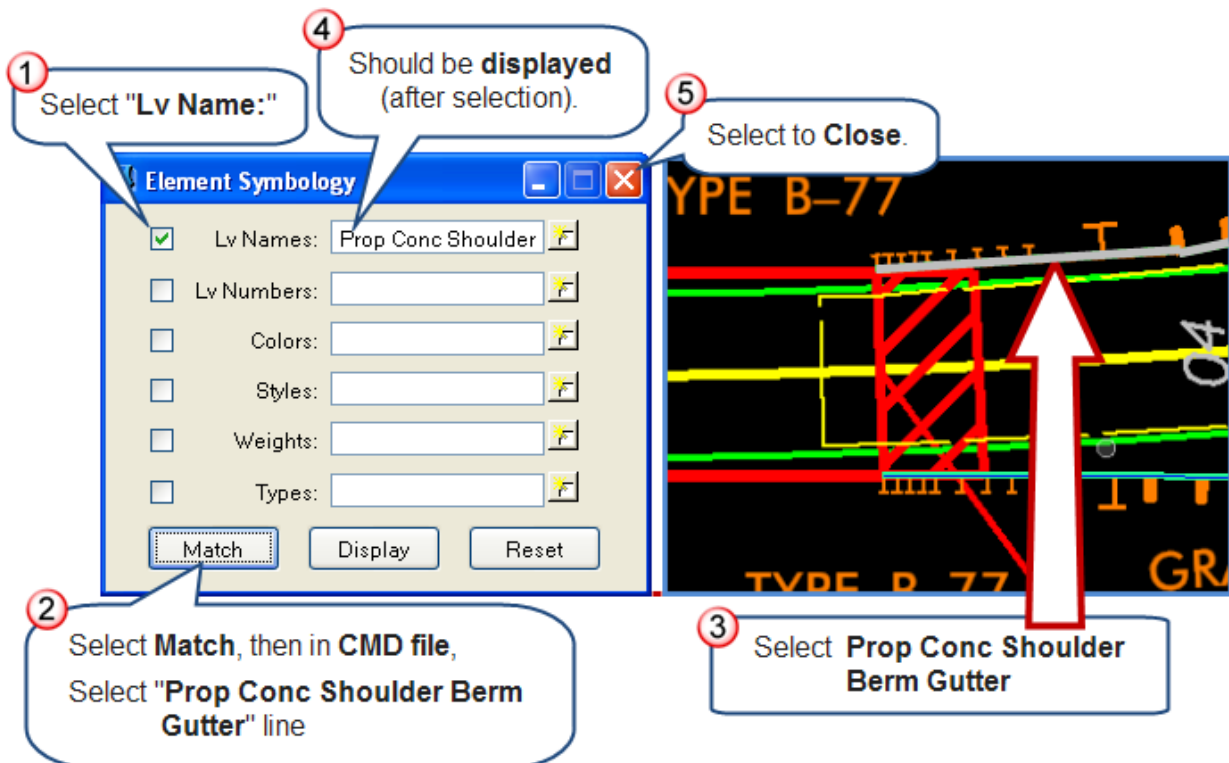 1
Select "Lv Name:"
4
Should be displayed
(after selection).
5
Select to Close.
Element Symbology
Lv Names: Prop Conc Shoulder
Lv Numbers:
Colors:
Styles:
Weights:
Types:
Match Display Reset
YPE B-77
04
TYPE B 77
GRA
2
Select Match, then in CMD file,
Select "Prop Conc Shoulder Berm
Gutter" line
3
Select Prop Conc Shoulder
Berm Gutter